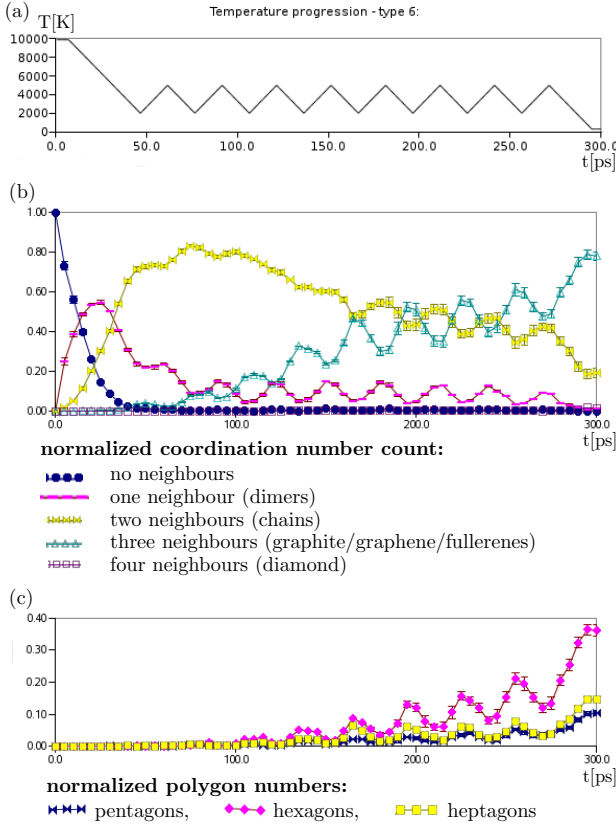 (a)
Temperature progression - type 6:
T[K]
10000
8000
6000
4000
2000
0
0.0 50.0 100.0 150.0 200.0 250.0 300.0
t[ps]
(b)
1.00
0.80
0.60
0.40
0.20
0.00
0.0 100.0 200.0 300.0
t[ps]
normalized coordination number count:
no neighbours
one neighbour (dimers)
two neighbours (chains)
three neighbours (graphite/graphene/fullerenes)
four neighbours (diamond)
(c)
0.40
0.30
0.20
0.10
0.00
0.0 100.0 200.0 300.0
t[ps]
normalized polygon numbers:
pentagons, hexagons, heptagons